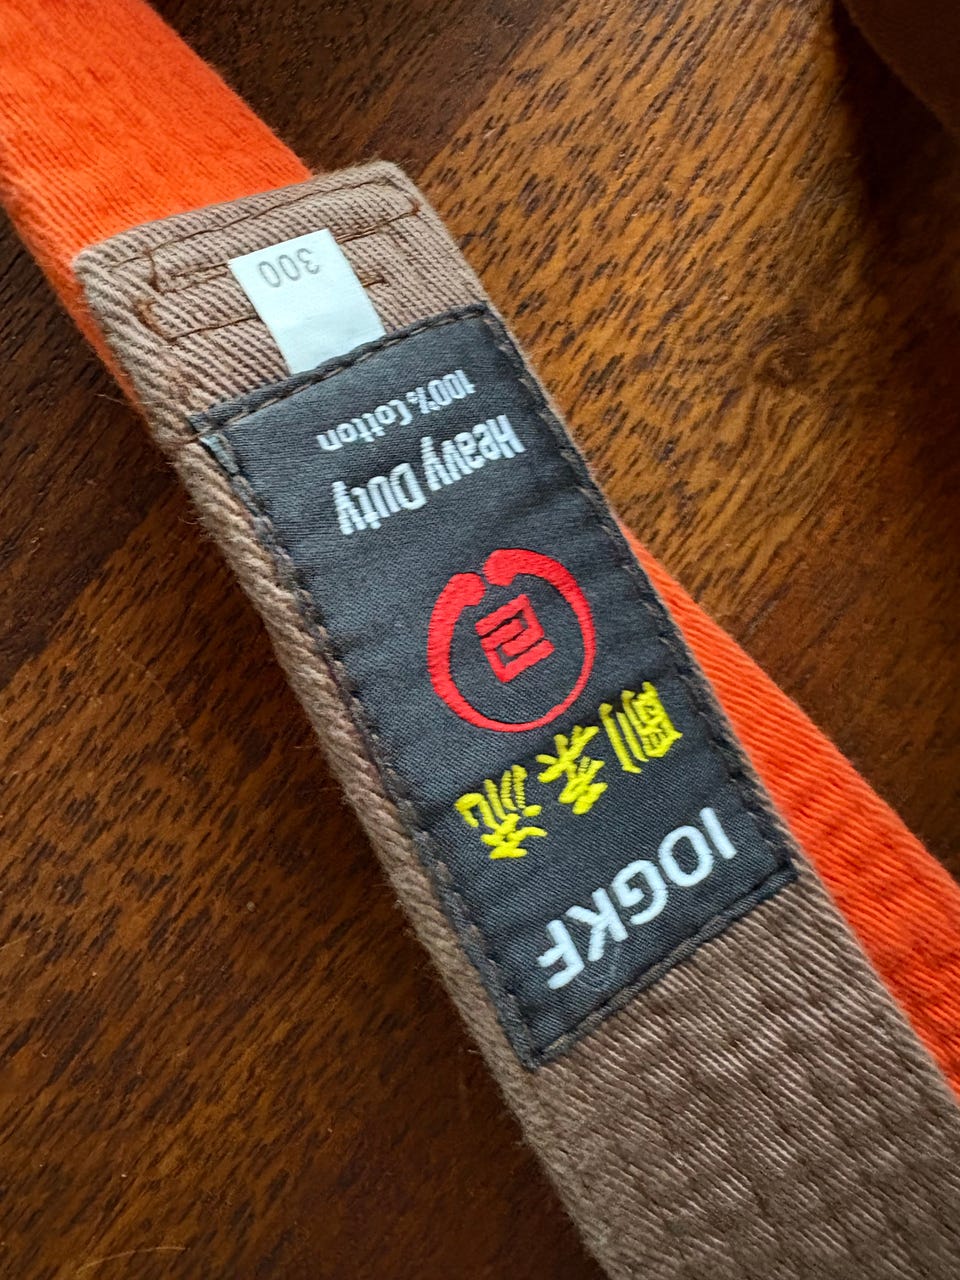 IOGKF
剛柔流
Heavy Duty
100% Cotton
300